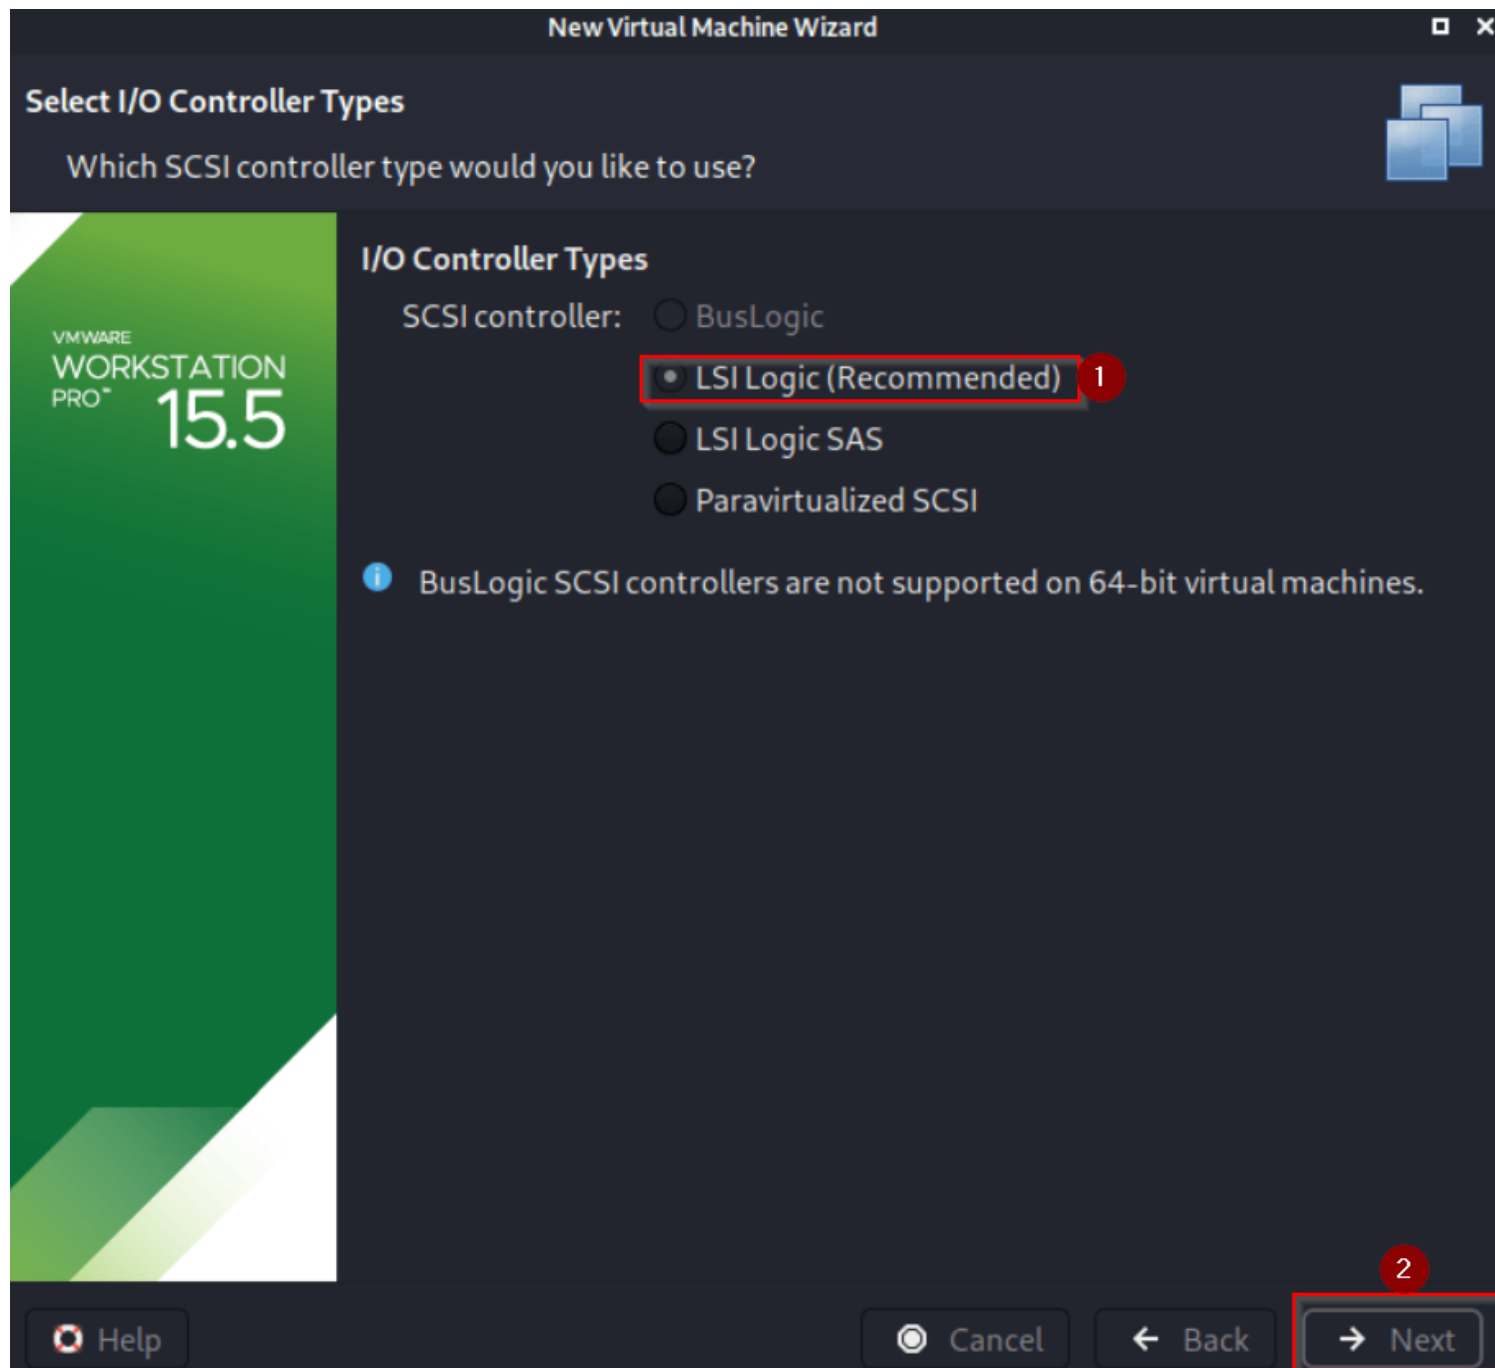 New Virtual Machine Wizard
Select I/O Controller Types
Which SCSI controller type would you like to use?
VMWARE
WORKSTATION
PRO™ 15.5
I/O Controller Types
SCSI controller: BusLogic
LSI Logic (Recommended) 1
LSI Logic SAS
Paravirtualized SCSI
BusLogic SCSI controllers are not supported on 64-bit virtual machines.
2
Help Cancel Back Next